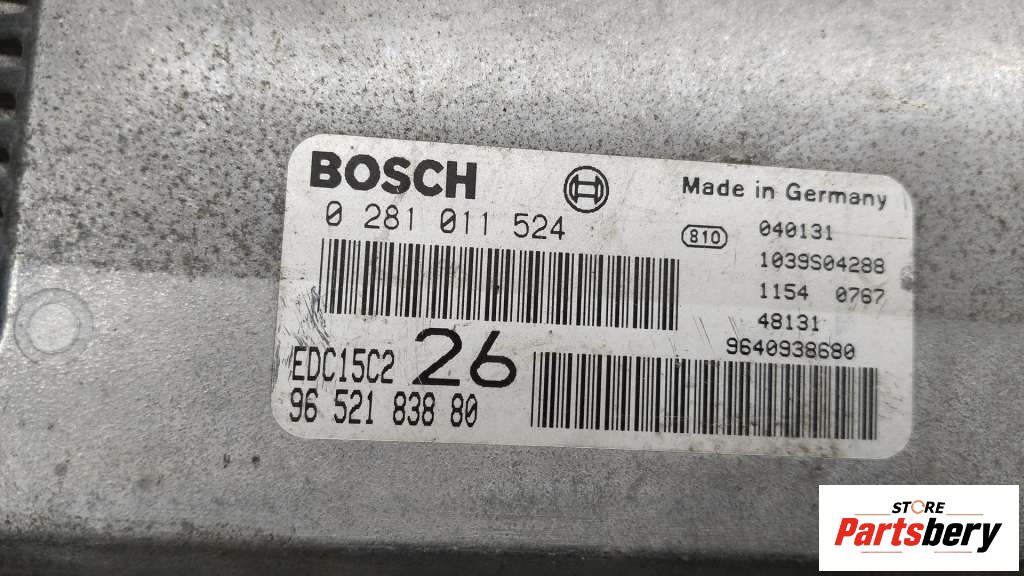 BOSCH
Made in Germany
0 281 011 524
810
040131
1039S04288
1154 0767
48131
9640938680
EDC15C2
26
96 521 838 80
STORE
Partsbery